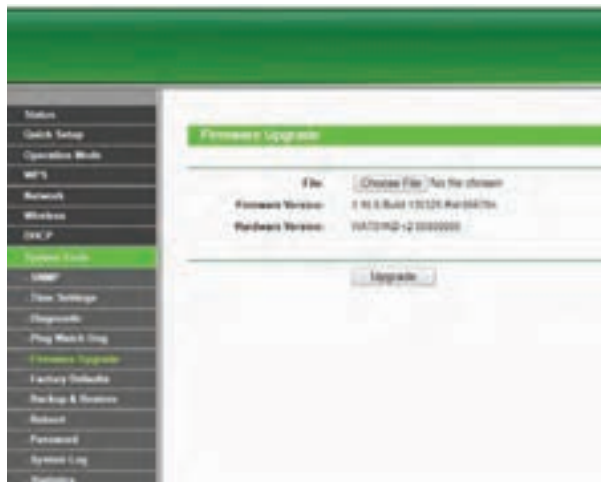 Status
Quick Setup
Operation Mode
WPS
Network
Wireless
DHCP
System Tools
- SNMP
- Time Settings
- Diagnostic
- Ping Watch Dog
- Firmware Upgrade
- Factory Defaults
- Backup & Restore
- Reboot
- Password
- System Log
- Statistics
Firmware Upgrade
File: Choose File No file chosen
Firmware Version:
Hardware Version:
Upgrade